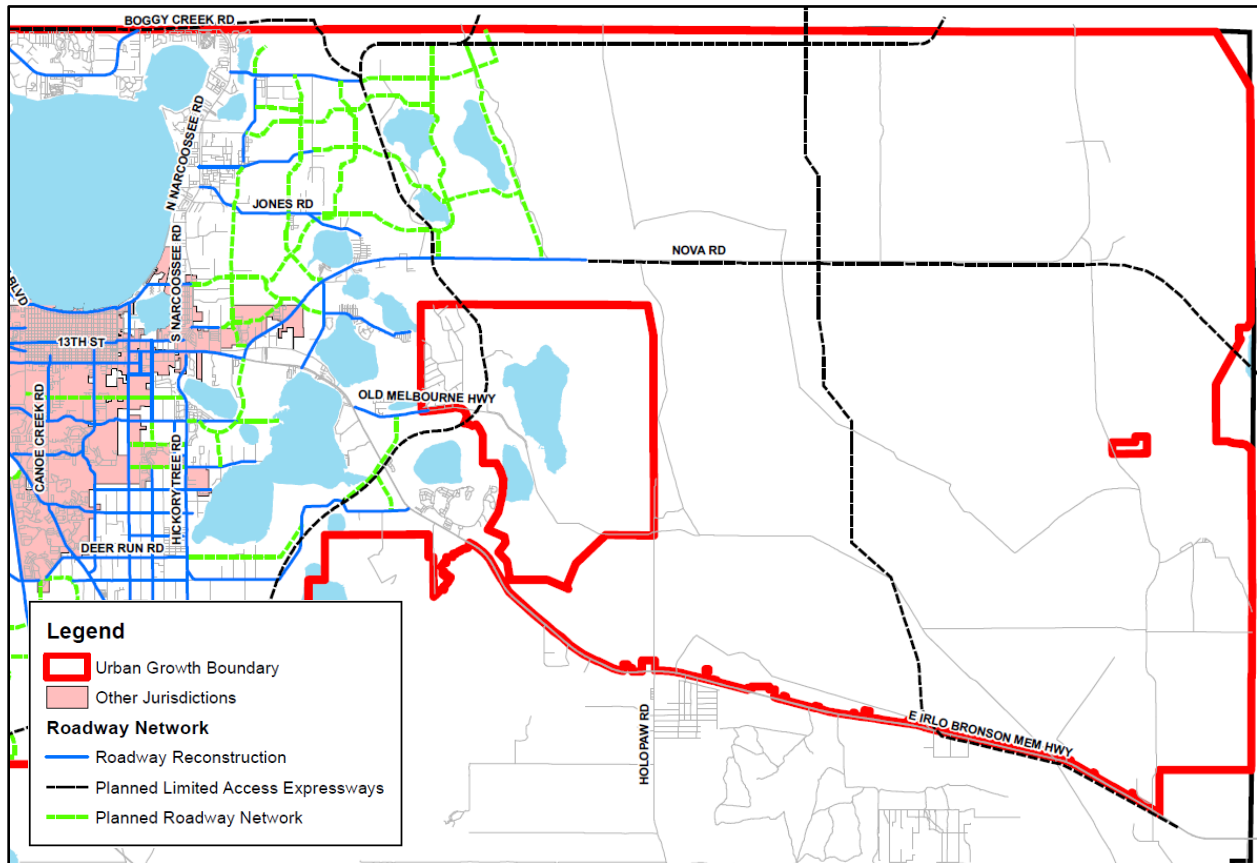 BOGGY CREEK RD
N NARCOOSSEE RD
JONES RD
NOVA RD
S NARCOOSSEE RD
BLVD
13TH ST
OLD MELBOURNE HWY
CANOE CREEK RD
HICKORY TREE RD
DEER RUN RD
HOLOPAW RD
E IRLO BRONSON MEM HWY
Legend
Urban Growth Boundary
Other Jurisdictions
Roadway Network
Roadway Reconstruction
Planned Limited Access Expressways
Planned Roadway Network